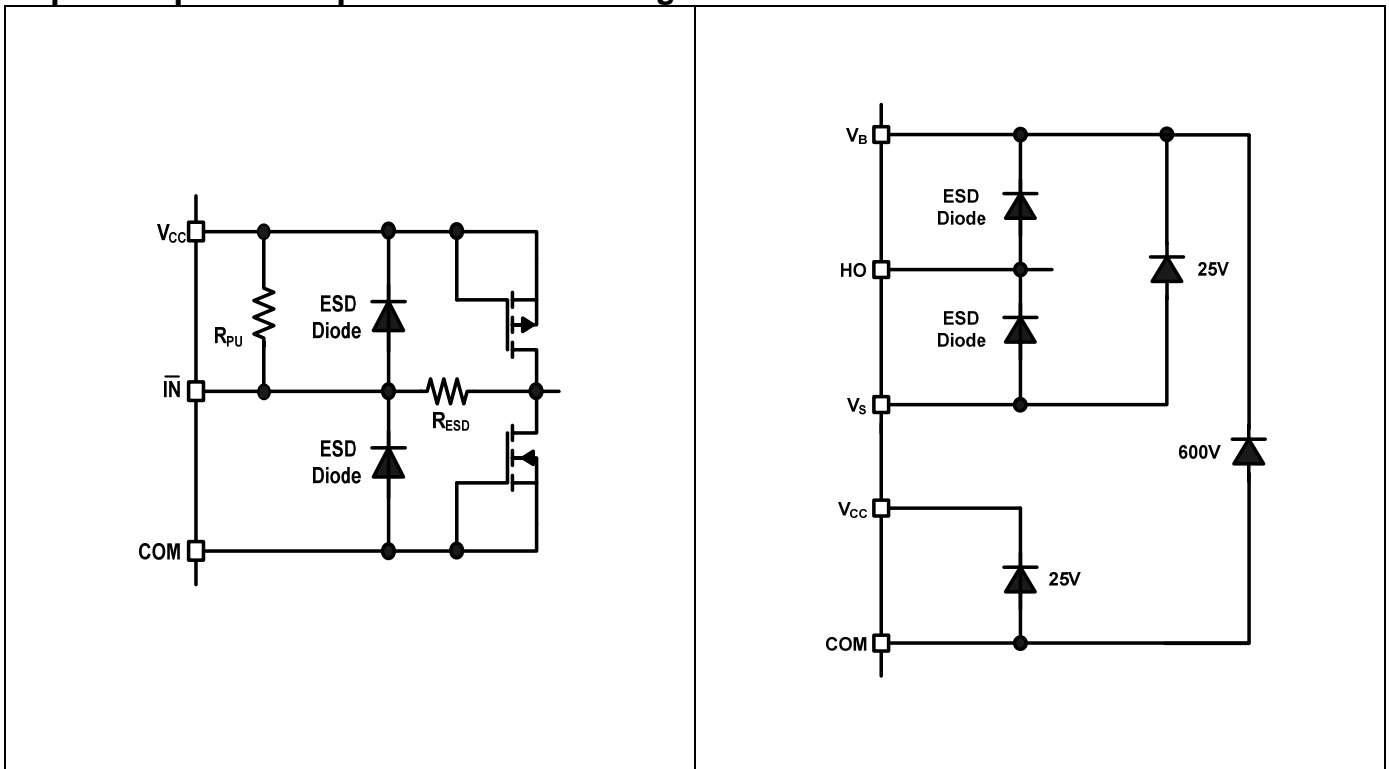 VCC
ESD
Diode
RPU
IN
RESD
ESD
Diode
COM
VB
ESD
Diode
HO
25V
ESD
Diode
VS
600V
VCC
25V
COM